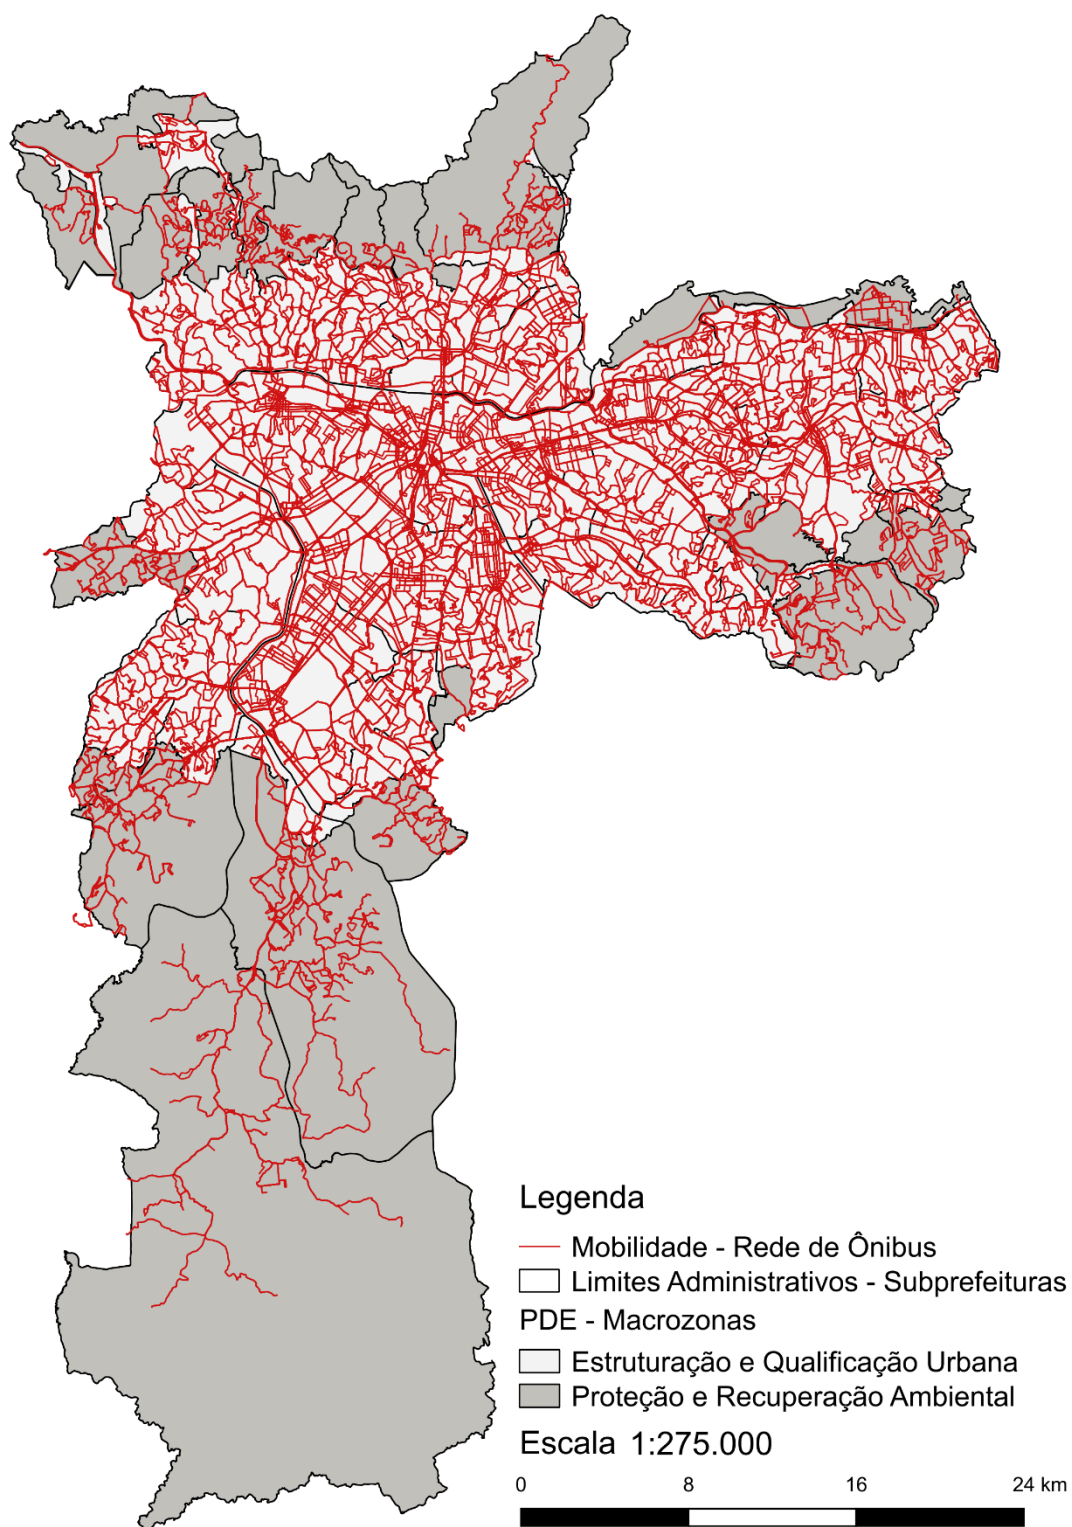 Legenda
Mobilidade - Rede de Ônibus
Limites Administrativos - Subprefeituras
PDE - Macrozonas
Estruturação e Qualificação Urbana
Proteção e Recuperação Ambiental
Escala 1:275.000
0 8 16 24 km